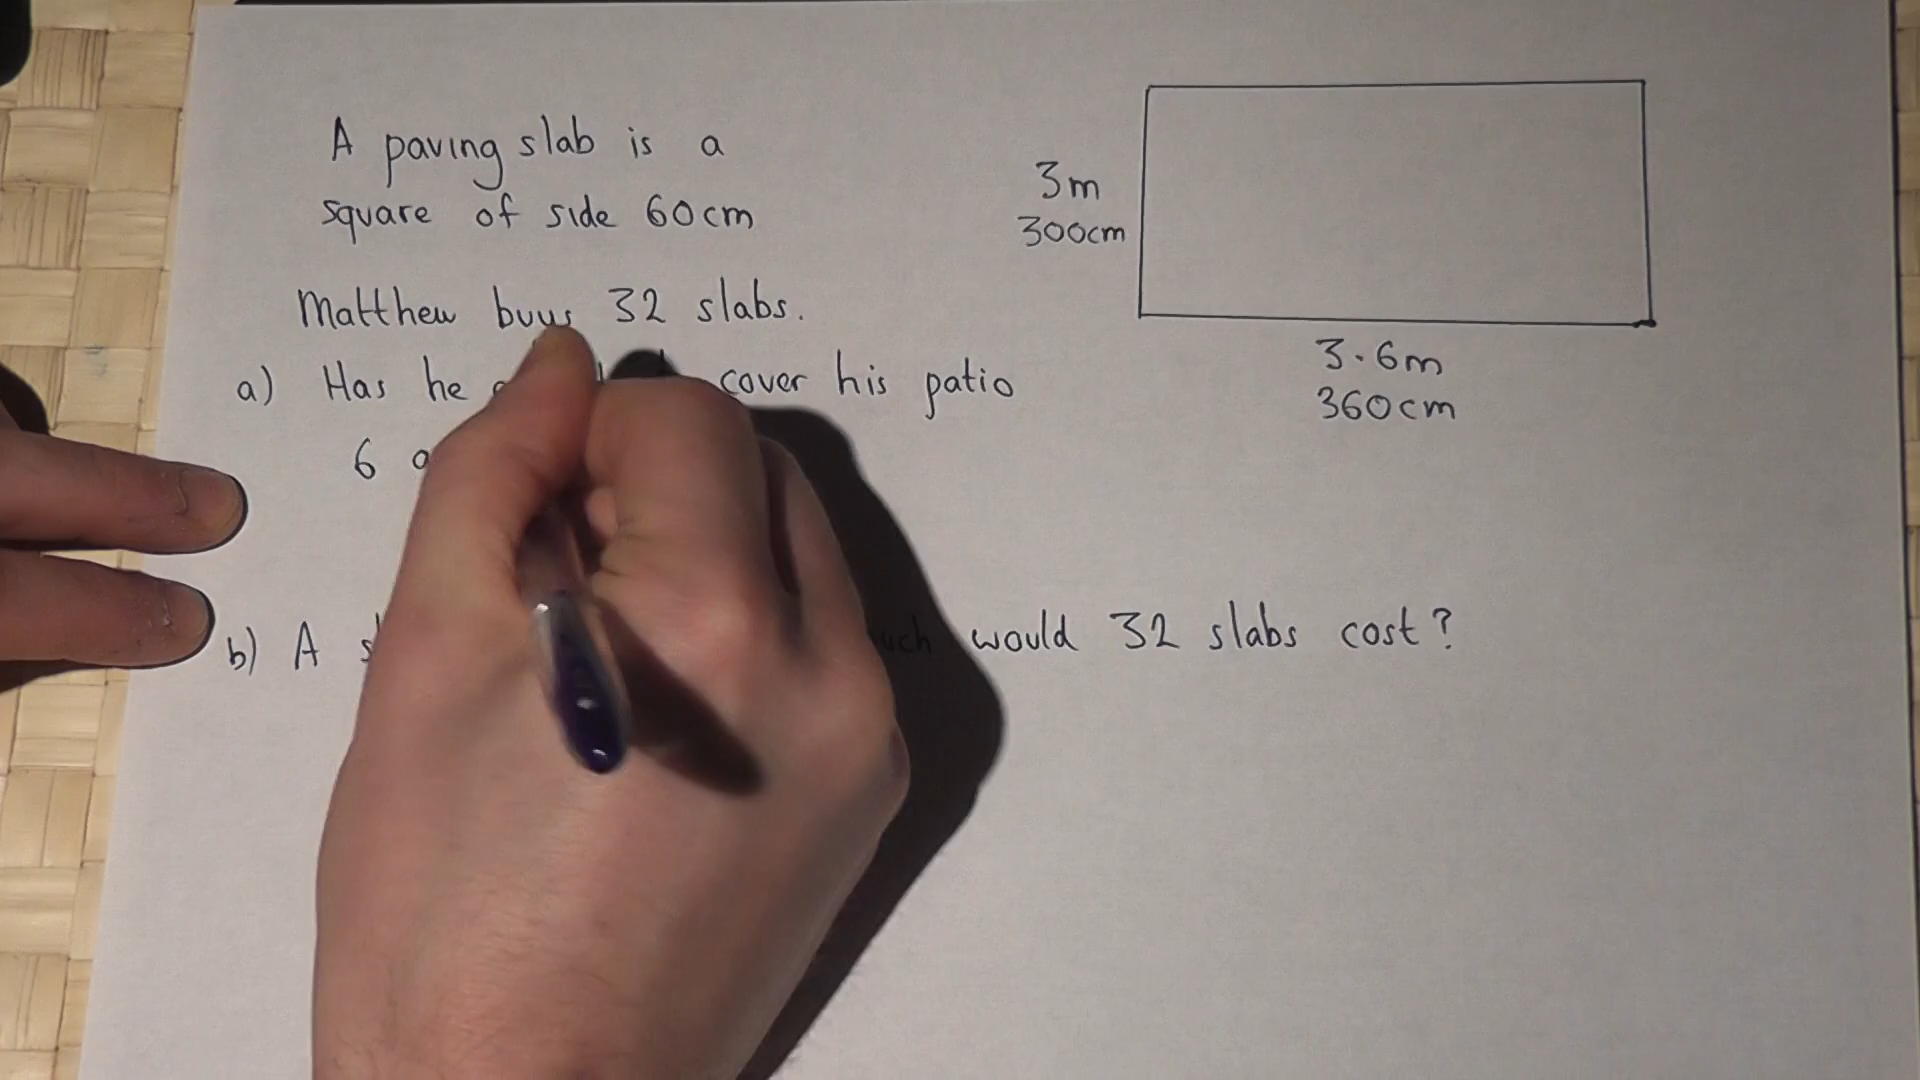 A paving slab is a
square of side 60cm
Matthew buys 32 slabs.
a) Has he cover his patio
6
b) A would 32 slabs cost?
3m
300cm
3.6m
360cm